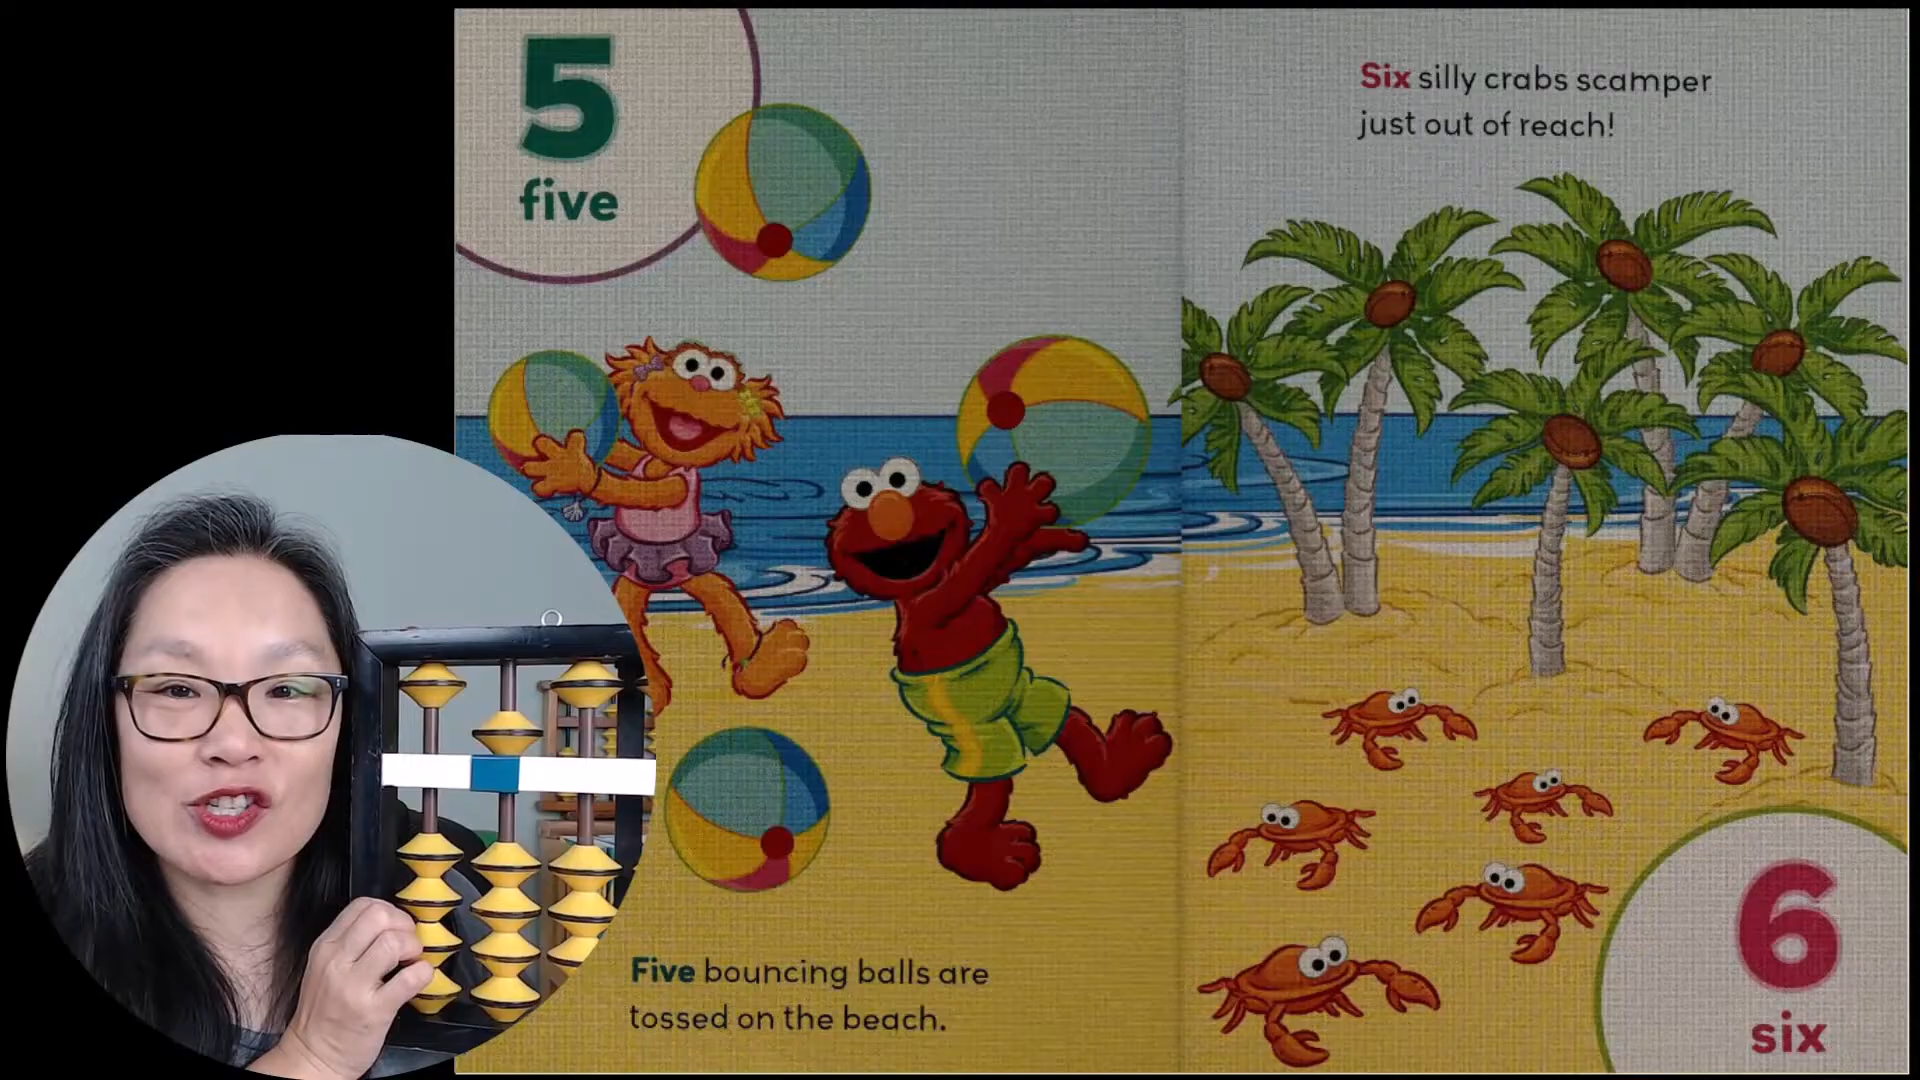 5
five
Five bouncing balls are
tossed on the beach.
Six silly crabs scamper
just out of reach!
6
six